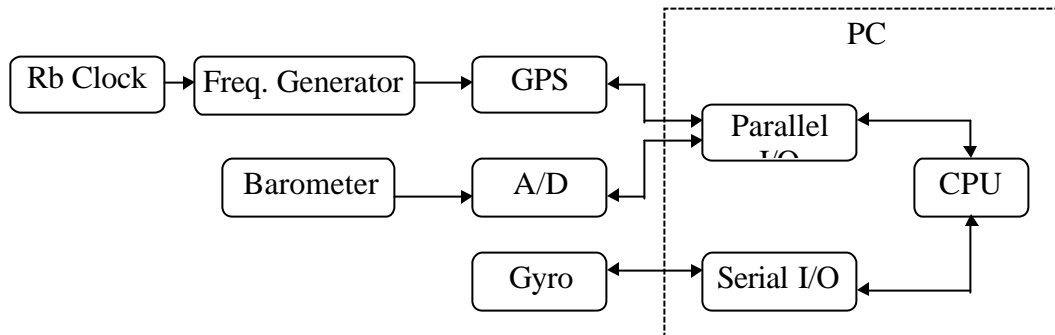 PC
Rb Clock
Freq. Generator
GPS
Parallel
I/O
Barometer
A/D
CPU
Gyro
Serial I/O